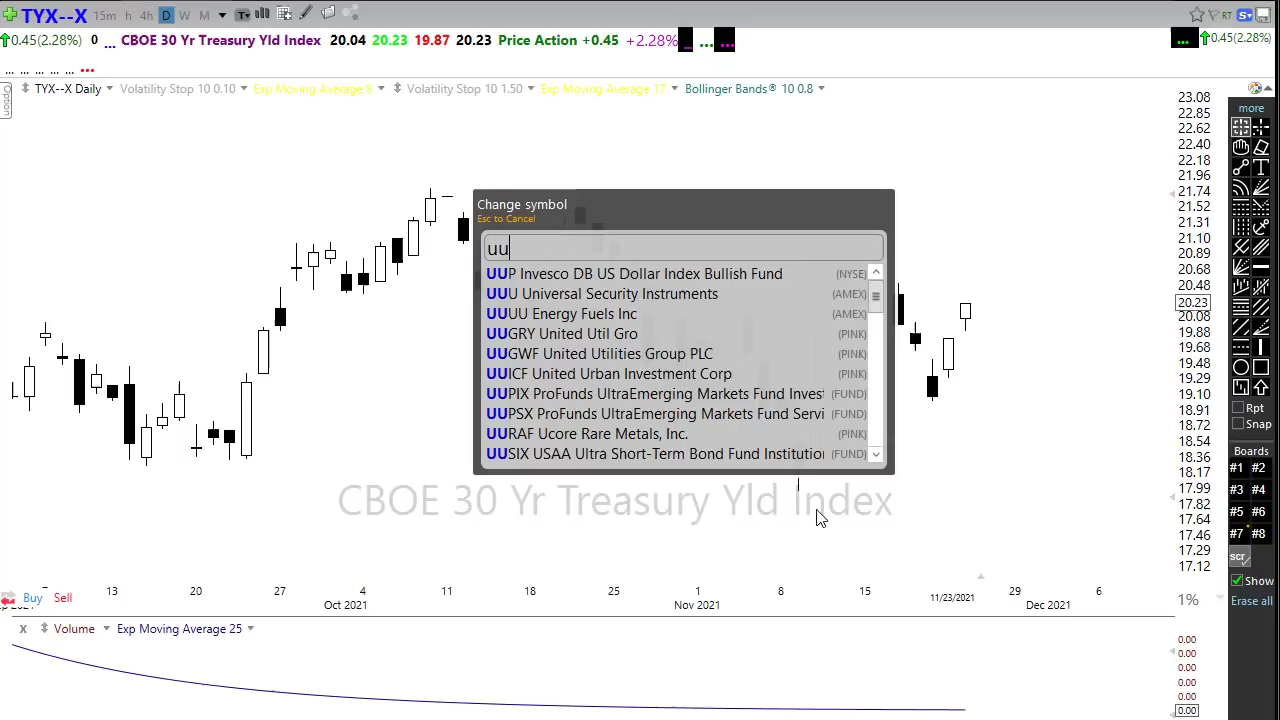 TYX--X 15m h 4h D W M T RT S
0.45(2.28%) 0 ... CBOE 30 Yr Treasury Yld Index 20.04 20.23 19.87 20.23 Price Action +0.45 +2.28% ... ... ... ... 0.45(2.28%)
... ... ... ... ... ...
Option
TYX--X Daily Volatility Stop 10 0.10 Exp Moving Average 8 Volatility Stop 10 1.50 Exp Moving Average 17 Bollinger Bands® 10 0.8
23.08
22.85
22.62
22.40
22.18
21.96
21.74
21.52
21.31
21.10
20.89
20.68
20.48
20.23
20.08
19.88
19.68
19.48
19.29
19.10
18.91
18.72
18.54
18.36
18.17
17.99
17.82
17.64
17.46
17.29
17.12
more
T
Rpt
Snap
Boards
#1 #2
#3 #4
#5 #6
#7 #8
scr
Show
Erase all
Change symbol
Esc to Cancel
uu
UUP Invesco DB US Dollar Index Bullish Fund (NYSE)
UUU Universal Security Instruments (AMEX)
UUUU Energy Fuels Inc (AMEX)
UUGRY United Util Gro (PINK)
UUGWF United Utilities Group PLC (PINK)
UUICF United Urban Investment Corp (PINK)
UUPIX ProFunds UltraEmerging Markets Fund Invest (FUND)
UUPSX ProFunds UltraEmerging Markets Fund Servi (FUND)
UURAF Ucore Rare Metals, Inc. (PINK)
UUSIX USAA Ultra Short-Term Bond Fund Institution (FUND)
CBOE 30 Yr Treasury Yld Index
Buy Sell
7 13 20 27 4 11 18 25 1 8 15 11/23/2021 29 6
Oct 2021 Nov 2021 Dec 2021
1%
X Volume Exp Moving Average 25
0.00
0.00
0.00
0.00
0.00
0.00